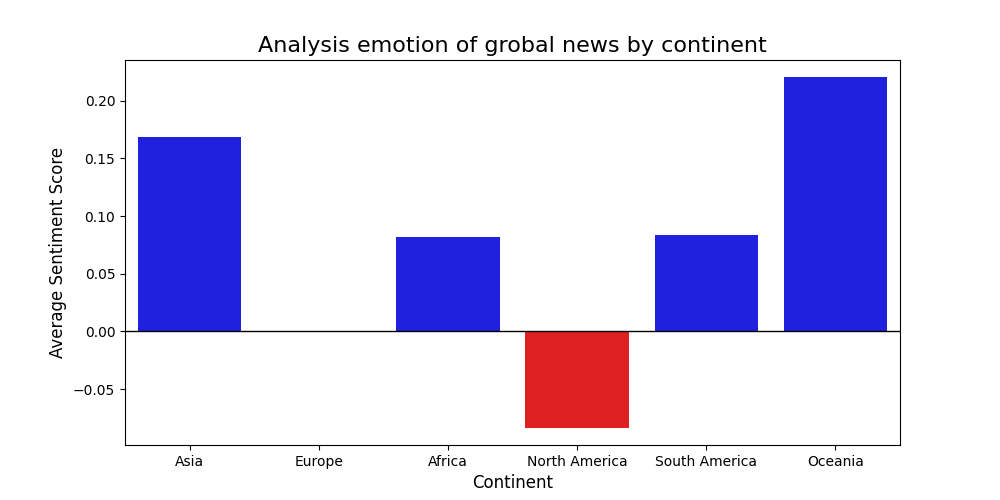 Analysis emotion of grobal news by continent
Average Sentiment Score
0.20
0.15
0.10
0.05
0.00
−0.05
Asia Europe Africa North America South America Oceania
Continent